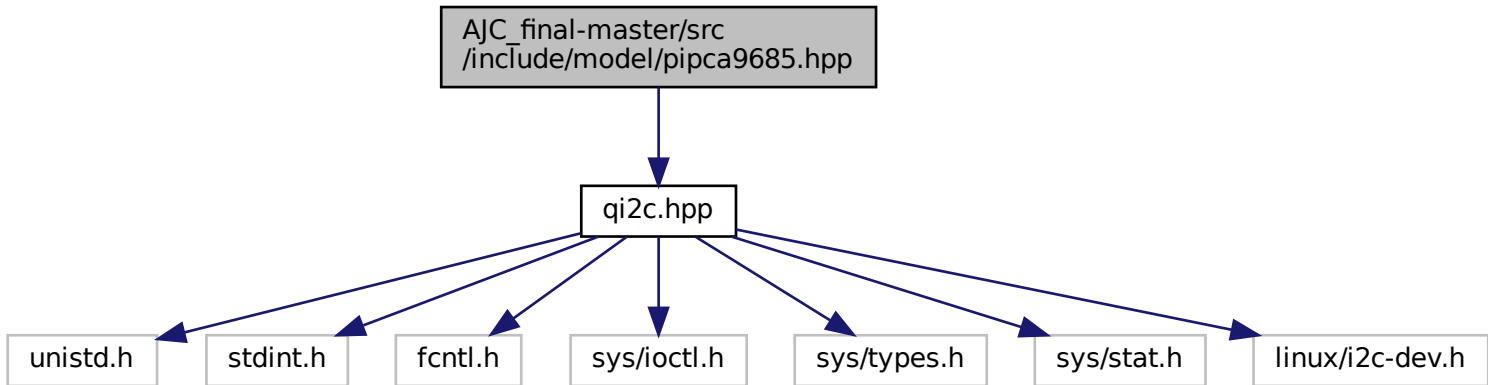 AJC_final-master/src
/include/model/pipca9685.hpp
qi2c.hpp
unistd.h
stdint.h
fcntl.h
sys/ioctl.h
sys/types.h
sys/stat.h
linux/i2c-dev.h